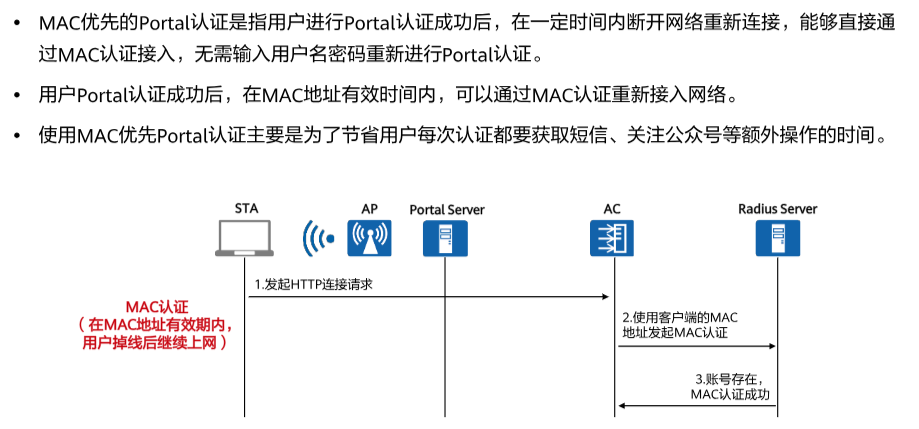 • MAC优先的Portal认证是指用户进行Portal认证成功后，在一定时间内断开网络重新连接，能够直接通
过MAC认证接入，无需输入用户名密码重新进行Portal认证。
• 用户Portal认证成功后，在MAC地址有效时间内，可以通过MAC认证重新接入网络。
• 使用MAC优先Portal认证主要是为了节省用户每次认证都要获取短信、关注公众号等额外操作的时间。
STA
AP
Portal Server
AC
Radius Server
1.发起HTTP连接请求
MAC认证
（在MAC地址有效期内，
用户掉线后继续上网）
2.使用客户端的MAC
地址发起MAC认证
3.账号存在，
MAC认证成功